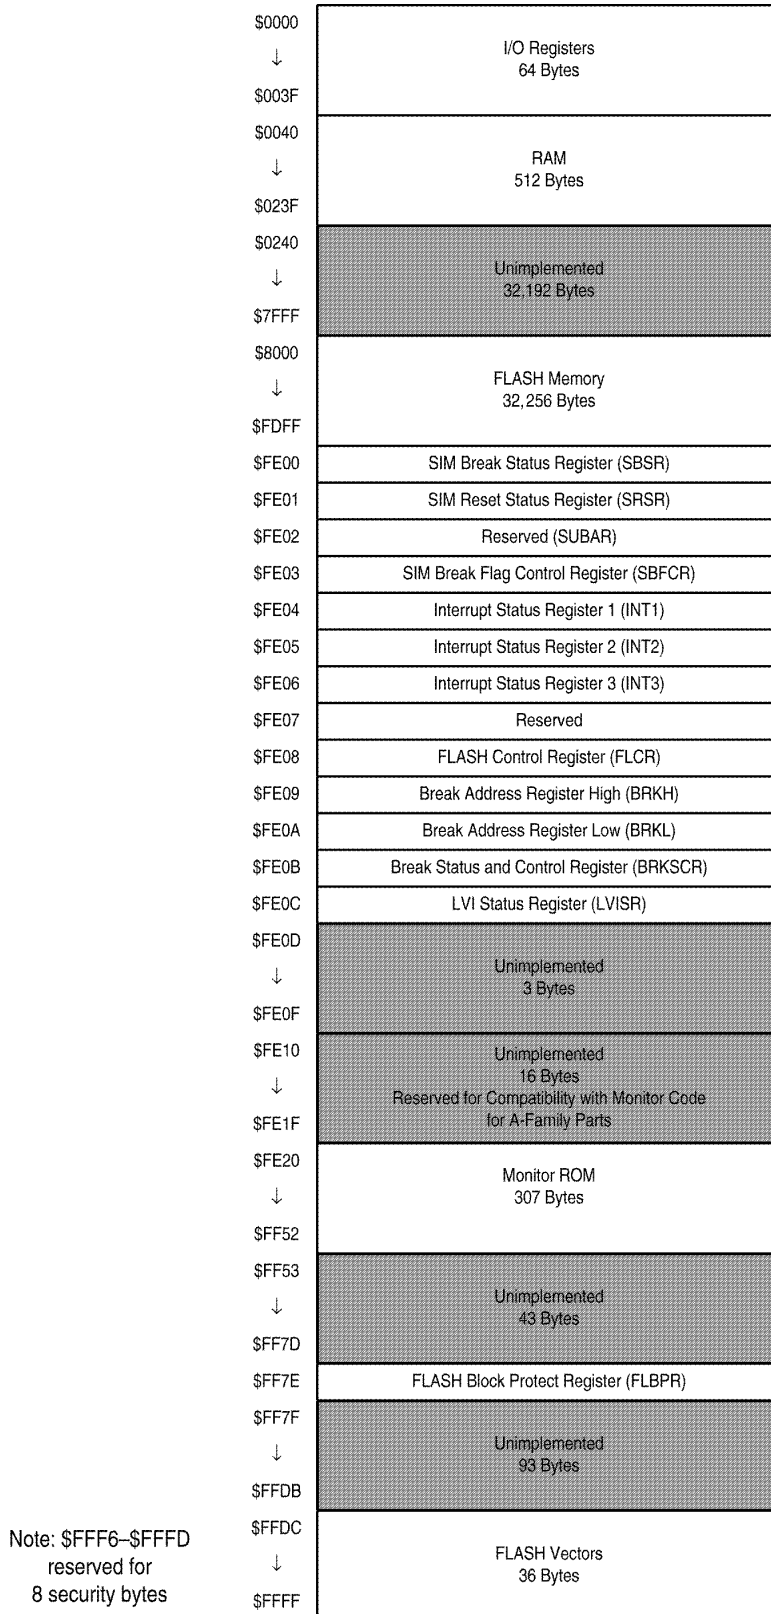 $0000
↓
$003F
I/O Registers
64 Bytes
$0040
↓
$023F
RAM
512 Bytes
$0240
↓
$7FFF
Unimplemented
32,192 Bytes
$8000
↓
$FDFF
FLASH Memory
32,256 Bytes
$FE00 SIM Break Status Register (SBSR)
$FE01 SIM Reset Status Register (SRSR)
$FE02 Reserved (SUBAR)
$FE03 SIM Break Flag Control Register (SBFCR)
$FE04 Interrupt Status Register 1 (INT1)
$FE05 Interrupt Status Register 2 (INT2)
$FE06 Interrupt Status Register 3 (INT3)
$FE07 Reserved
$FE08 FLASH Control Register (FLCR)
$FE09 Break Address Register High (BRKH)
$FE0A Break Address Register Low (BRKL)
$FE0B Break Status and Control Register (BRKSCR)
$FE0C LVI Status Register (LVISR)
$FE0D
↓
$FE0F
Unimplemented
3 Bytes
$FE10
↓
$FE1F
Unimplemented
16 Bytes
Reserved for Compatibility with Monitor Code
for A-Family Parts
$FE20
↓
$FF52
Monitor ROM
307 Bytes
$FF53
↓
$FF7D
Unimplemented
43 Bytes
$FF7E FLASH Block Protect Register (FLBPR)
$FF7F
↓
$FFDB
Unimplemented
93 Bytes
Note: $FFF6–$FFFD
reserved for
8 security bytes
$FFDC
↓
$FFFF
FLASH Vectors
36 Bytes